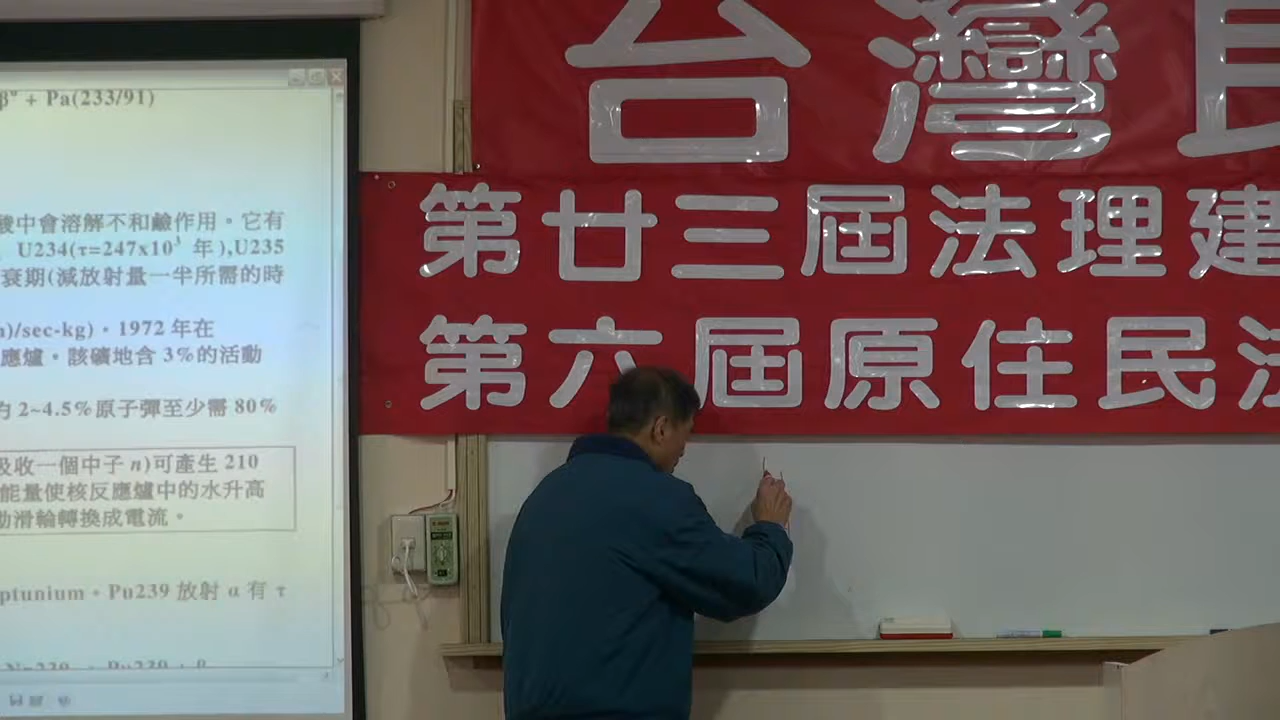 β⁻ + Pa(233/91)
酸中會溶解不和鹼作用。它有
U234(τ=247x10³ 年),U235
衰期(減放射量一半所需的時
)/sec-kg)。1972 年在
應爐。該礦地含 3%的活動
2~4.5%原子彈至少需 80%
吸收一個中子 n)可產生 210
能量使核反應爐中的水升高
動滑輪轉換成電流。
ptunium。Pu239 放射 α 有 τ
台灣
第廿三屆法理建
第六屆原住民法